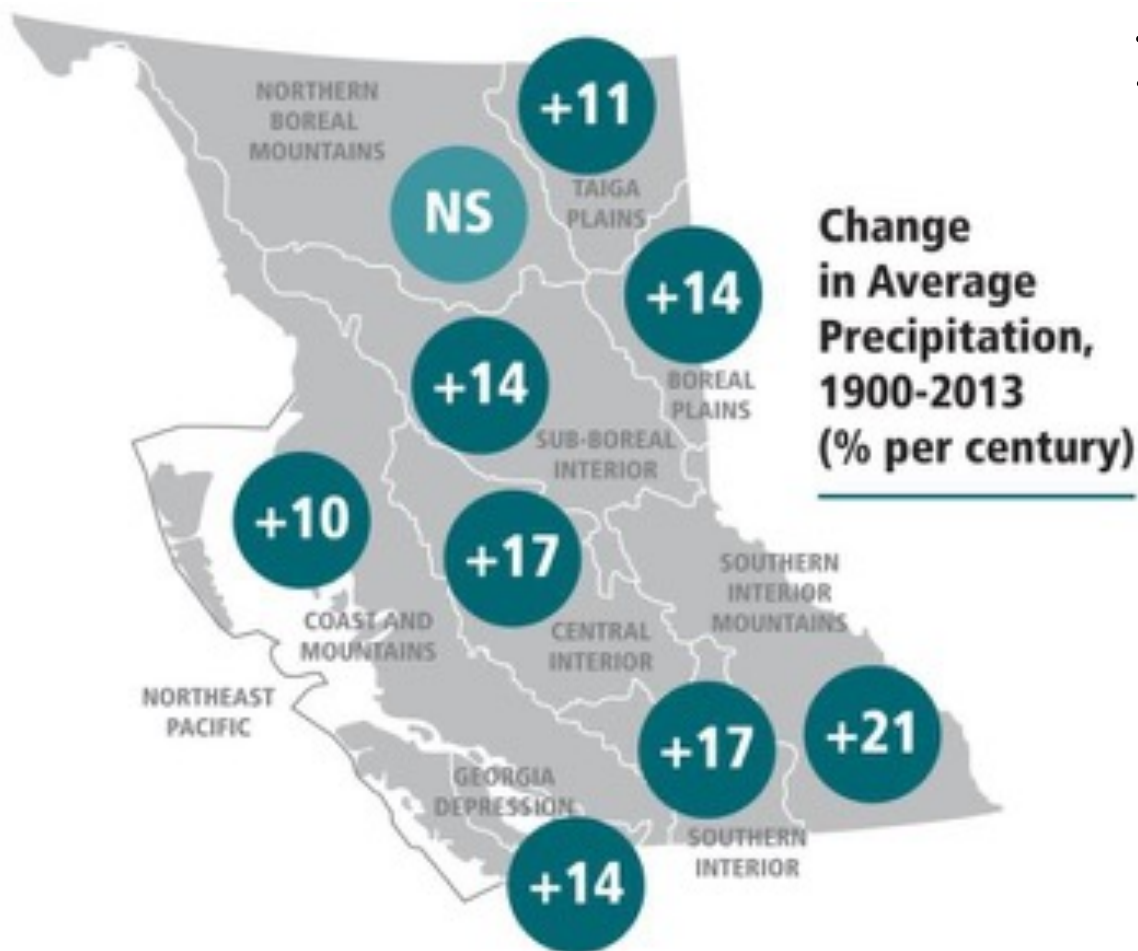 +11
NORTHERN
BOREAL
MOUNTAINS
NS
TAIGA
PLAINS
Change
in Average
Precipitation,
1900-2013
(% per century)
+14
+14
BOREAL
PLAINS
SUB-BOREAL
INTERIOR
+10
+17
SOUTHERN
INTERIOR
MOUNTAINS
COAST AND
MOUNTAINS
CENTRAL
INTERIOR
NORTHEAST
PACIFIC
+17
+21
GEORGIA
DEPRESSION
SOUTHERN
INTERIOR
+14